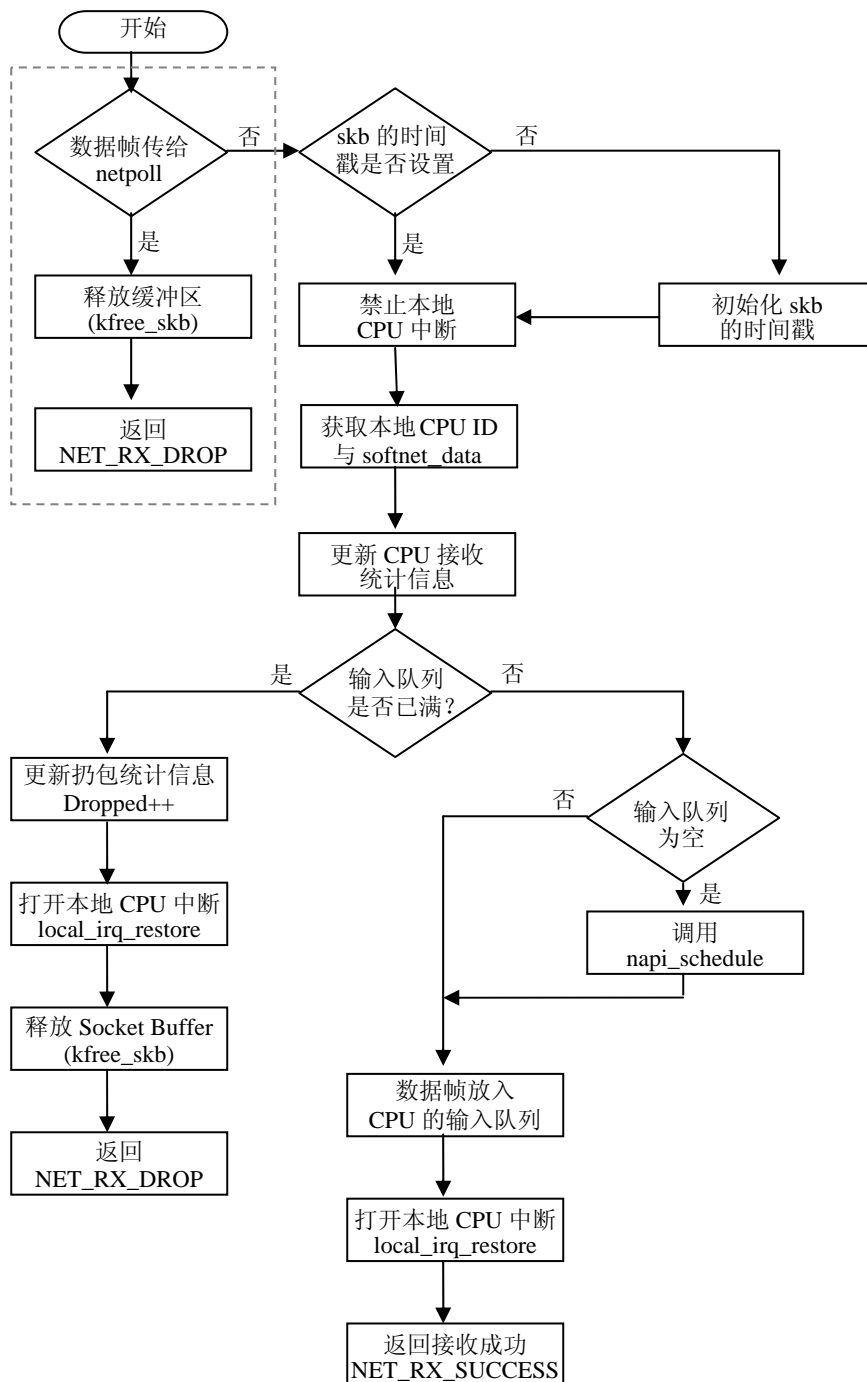 开始
数据帧传给
netpoll
否
skb 的时间
戳是否设置
否
是
是
释放缓冲区
(kfree_skb)
禁止本地
CPU 中断
初始化 skb
的时间戳
返回
NET_RX_DROP
获取本地 CPU ID
与 softnet_data
更新 CPU 接收
统计信息
是
输入队列
是否已满?
否
更新扔包统计信息
Dropped++
否
输入队列
为空
是
打开本地 CPU 中断
local_irq_restore
调用
napi_schedule
释放 Socket Buffer
(kfree_skb)
数据帧放入
CPU 的输入队列
返回
NET_RX_DROP
打开本地 CPU 中断
local_irq_restore
返回接收成功
NET_RX_SUCCESS